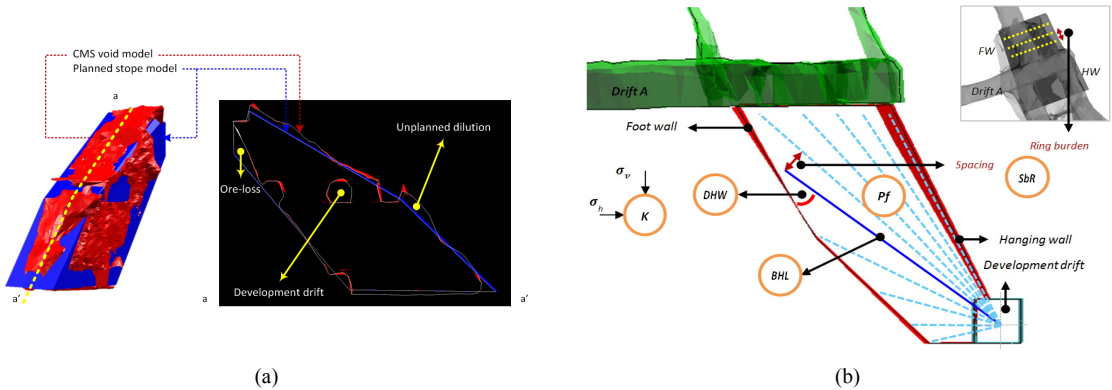 CMS void model
Planned stope model
a
a'
Unplanned dilution
Ore-loss
Development drift
a
a'
(a)
Drift A
Foot wall
σv
σh
K
DHW
BHL
Pf
Spacing
SbR
Hanging wall
Development drift
FW
HW
Drift A
Ring burden
(b)